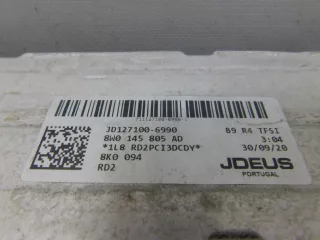 JD127100-6990
8W0 145 805 AD
*1L8 RD2PCI3DCDY*
8K0 094
RD2
B9 R4 TFSI
3:04
30/09/20
JDEUS
PORTUGAL